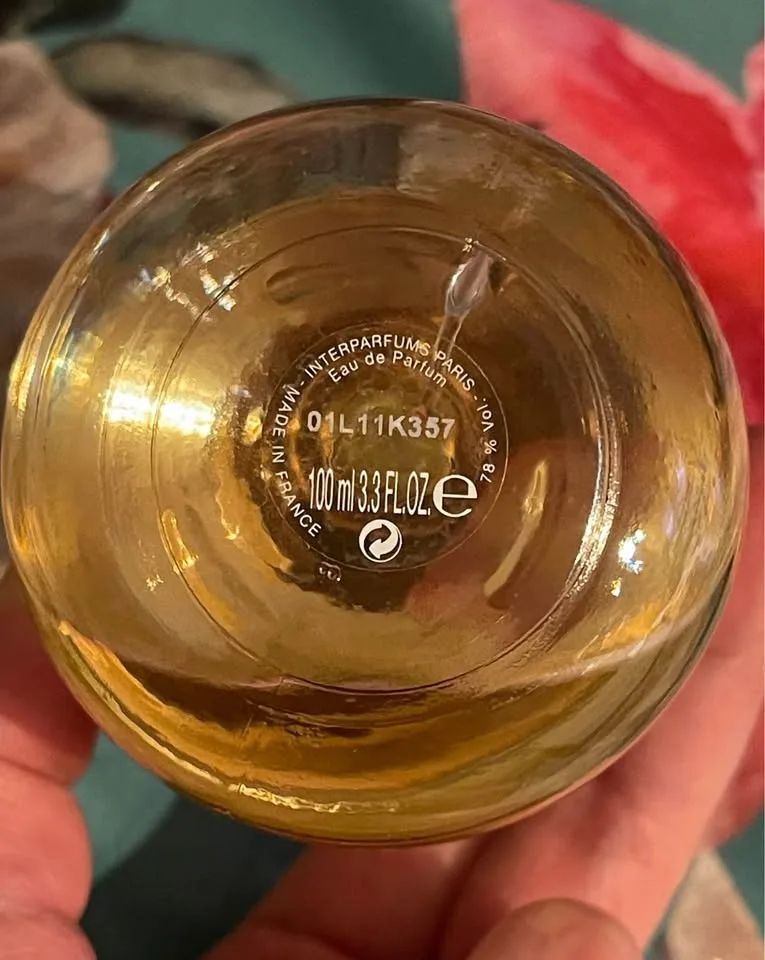 MADE IN FRANCE - INTERPARFUMS PARIS - 78 % Vol.
Eau de Parfum
01L11K357
100 ml 3.3 FL.OZ. e